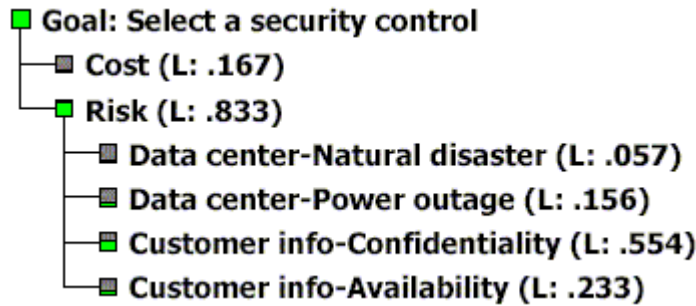 Goal: Select a security control
Cost (L: .167)
Risk (L: .833)
Data center-Natural disaster (L: .057)
Data center-Power outage (L: .156)
Customer info-Confidentiality (L: .554)
Customer info-Availability (L: .233)